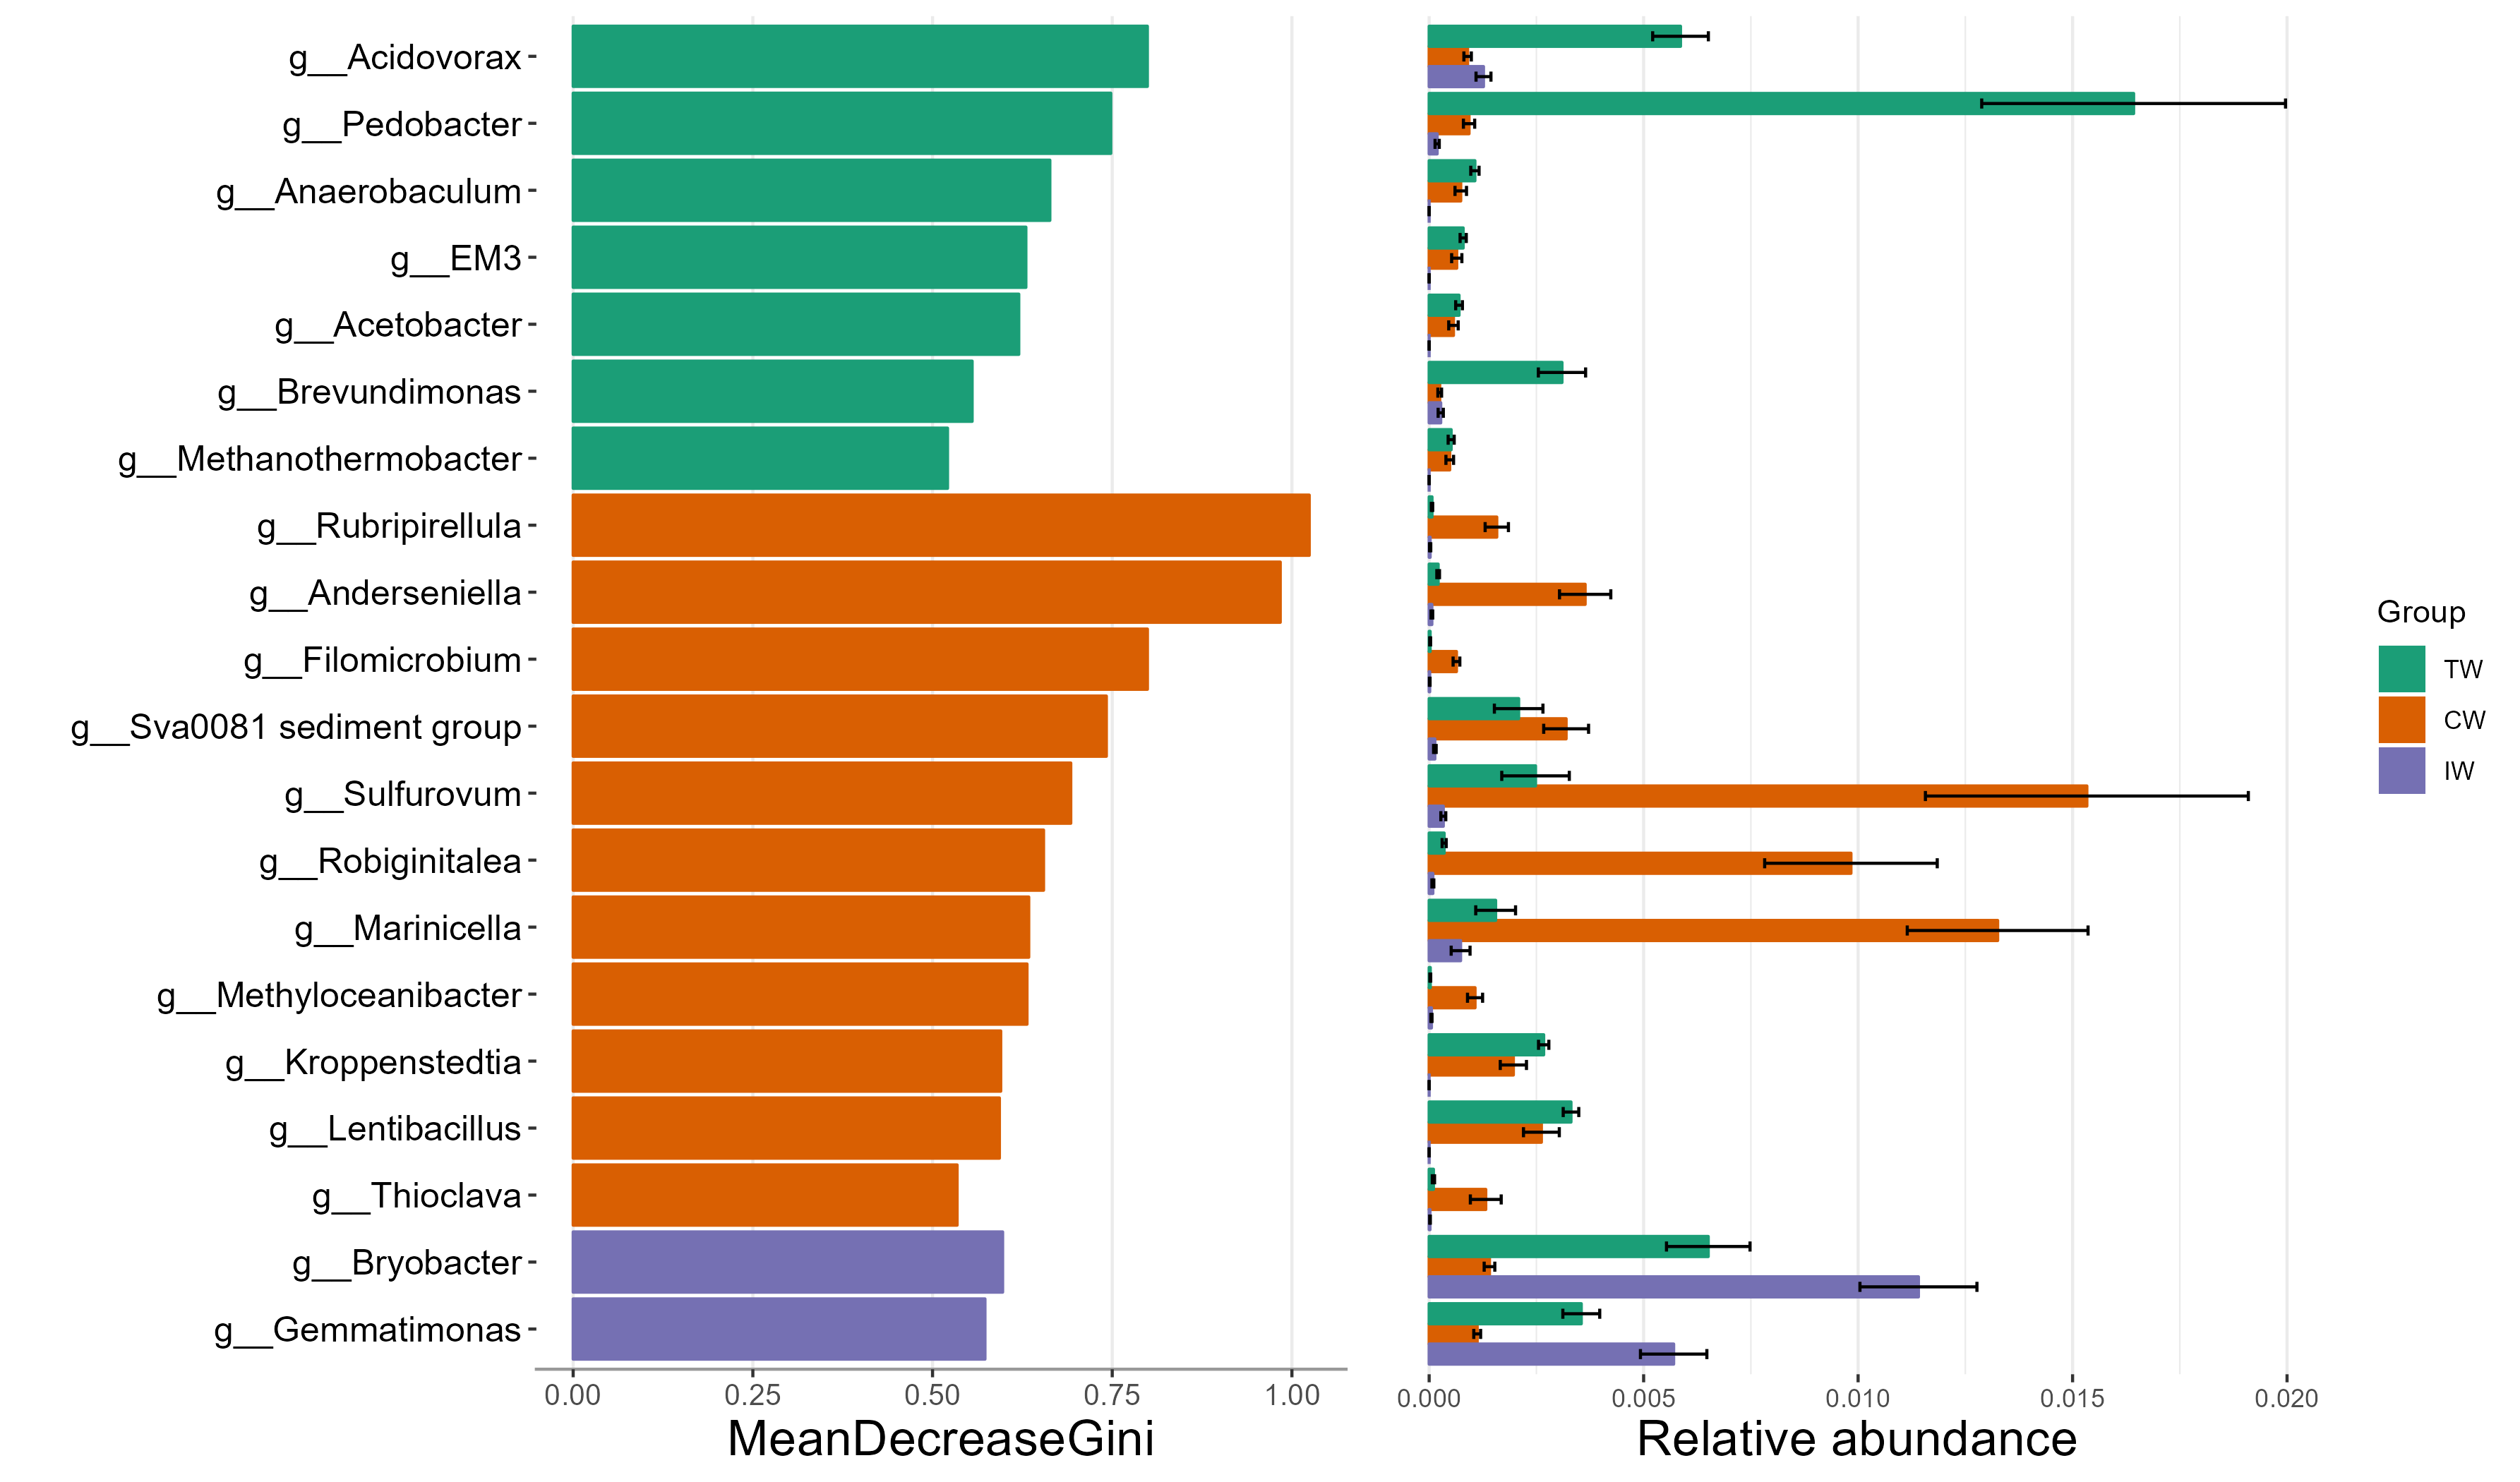 g__Acidovorax
g__Pedobacter
g__Anaerobaculum
g__EM3
g__Acetobacter
g__Brevundimonas
g__Methanothermobacter
g__Rubripirellula
g__Anderseniella
g__Filomicrobium
g__Sva0081 sediment group
g__Sulfurovum
g__Robiginitalea
g__Marinicella
g__Methyloceanibacter
g__Kroppenstedtia
g__Lentibacillus
g__Thioclava
g__Bryobacter
g__Gemmatimonas
0.00 0.25 0.50 0.75 1.00
MeanDecreaseGini
0.000 0.005 0.010 0.015 0.020
Relative abundance
Group
TW
CW
IW